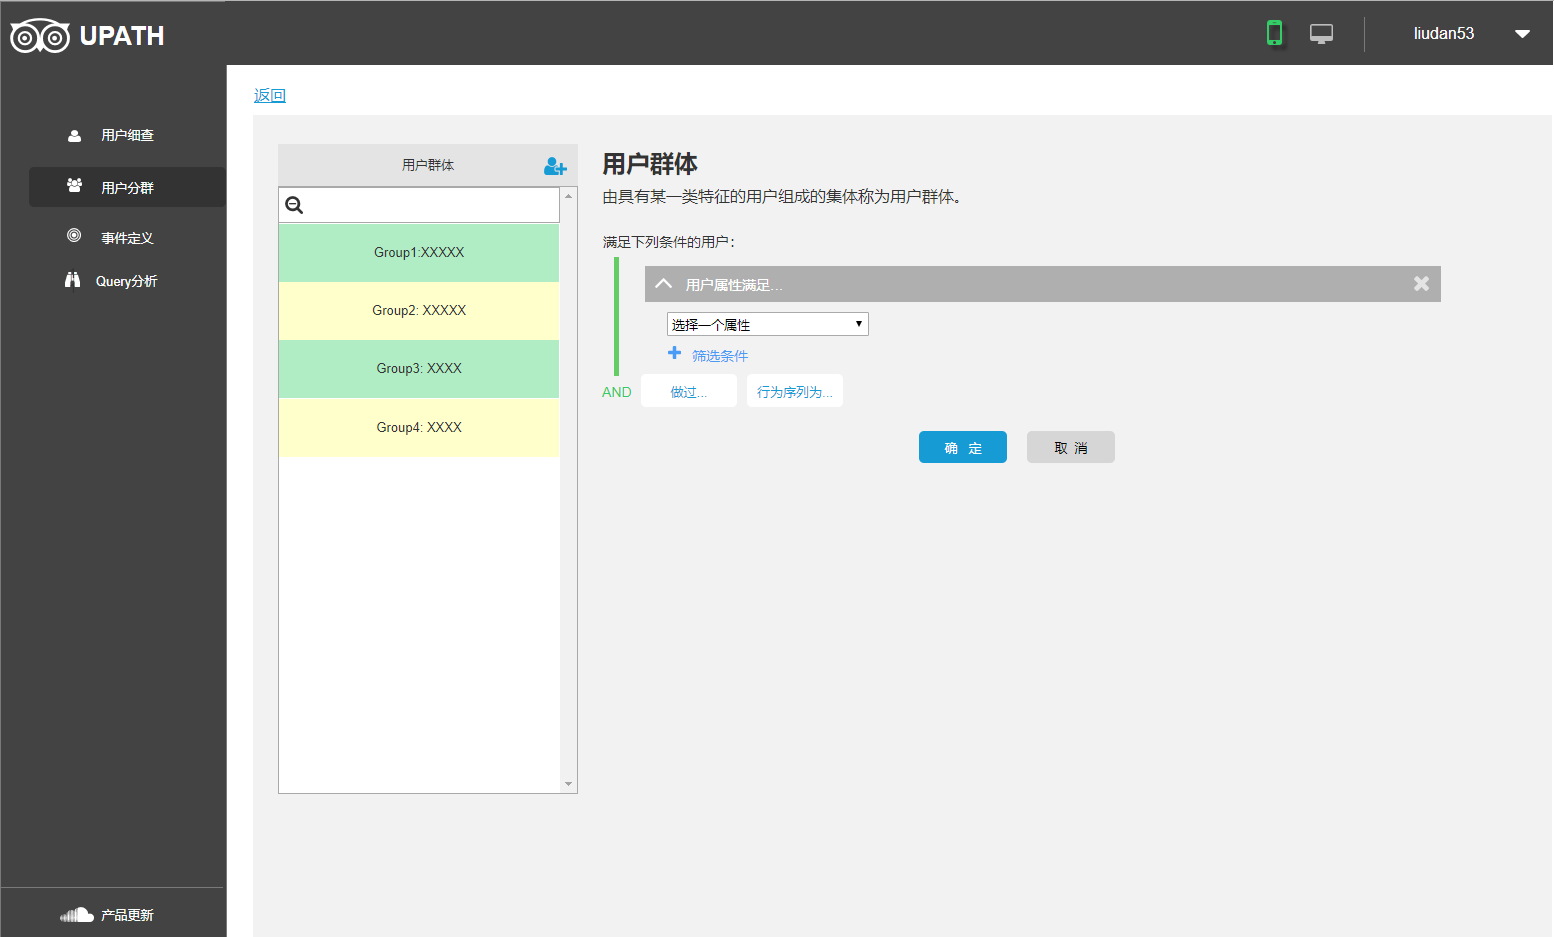 UPATH
liudan53
返回
用户细查
用户分群
事件定义
Query分析
产品更新
用户群体
Group1:XXXXX
Group2: XXXXX
Group3: XXXX
Group4: XXXX
用户群体
由具有某一类特征的用户组成的集体称为用户群体。
满足下列条件的用户：
用户属性满足...
选择一个属性
筛选条件
AND 做过... 行为序列为...
确 定 取 消